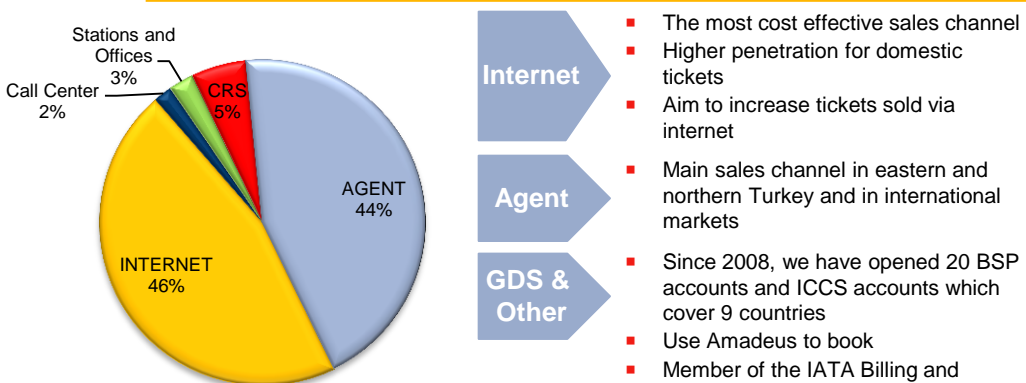 Stations and
Offices
3%
Call Center
2%
CRS
5%
AGENT
44%
INTERNET
46%
Internet
■ The most cost effective sales channel
■ Higher penetration for domestic
tickets
■ Aim to increase tickets sold via
internet
Agent
■ Main sales channel in eastern and
northern Turkey and in international
markets
GDS &
Other
■ Since 2008, we have opened 20 BSP
accounts and ICCS accounts which
cover 9 countries
■ Use Amadeus to book
■ Member of the IATA Billing and